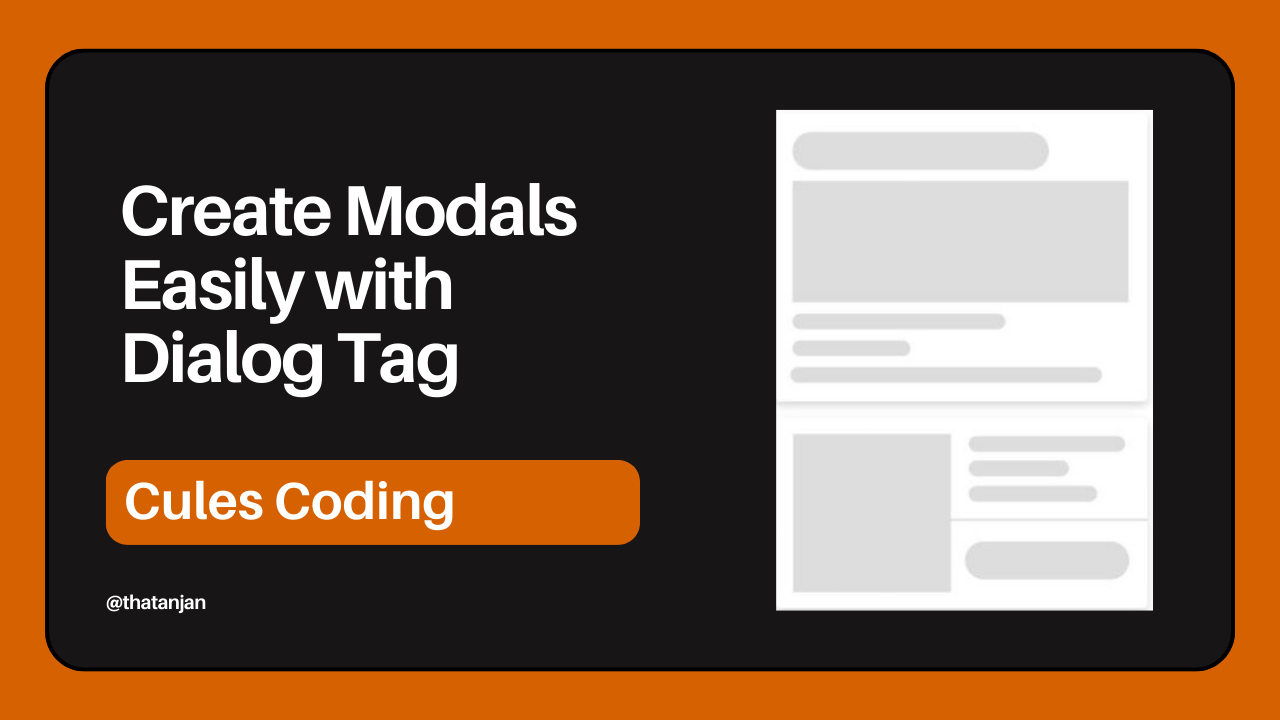 Create Modals
Easily with
Dialog Tag
Cules Coding
@thatanjan